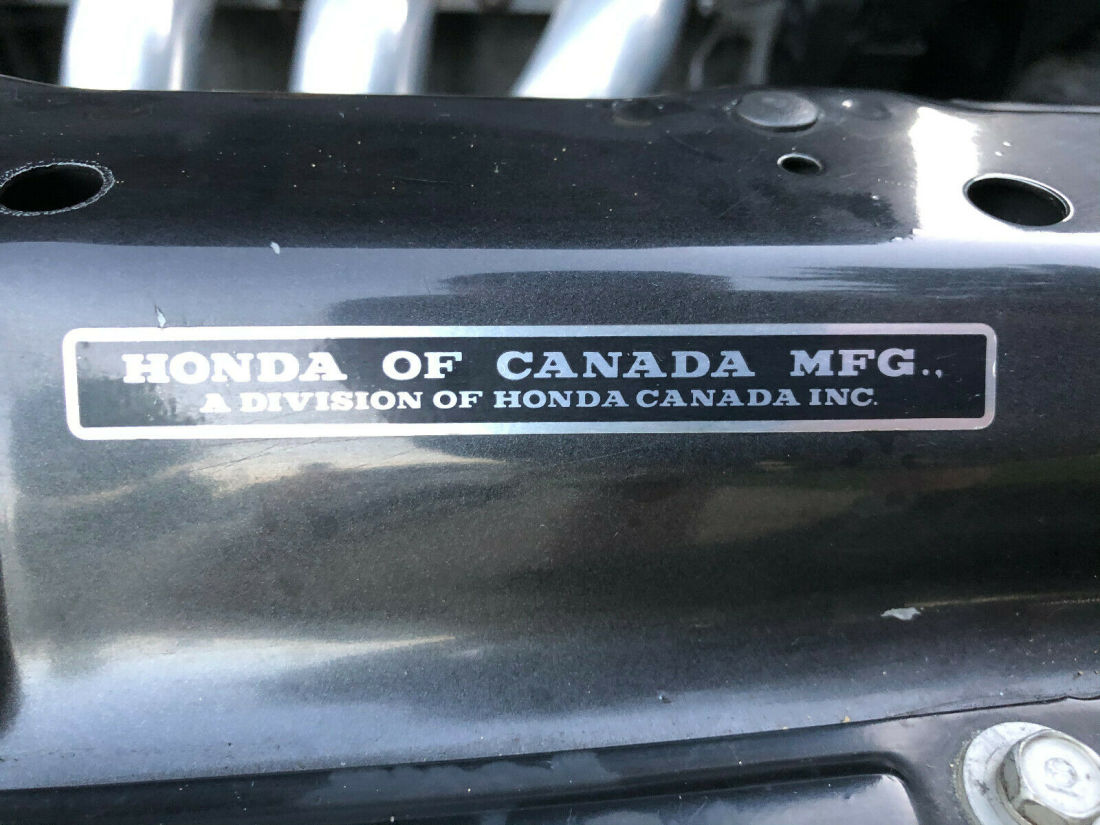 HONDA OF CANADA MFG.,
A DIVISION OF HONDA CANADA INC.